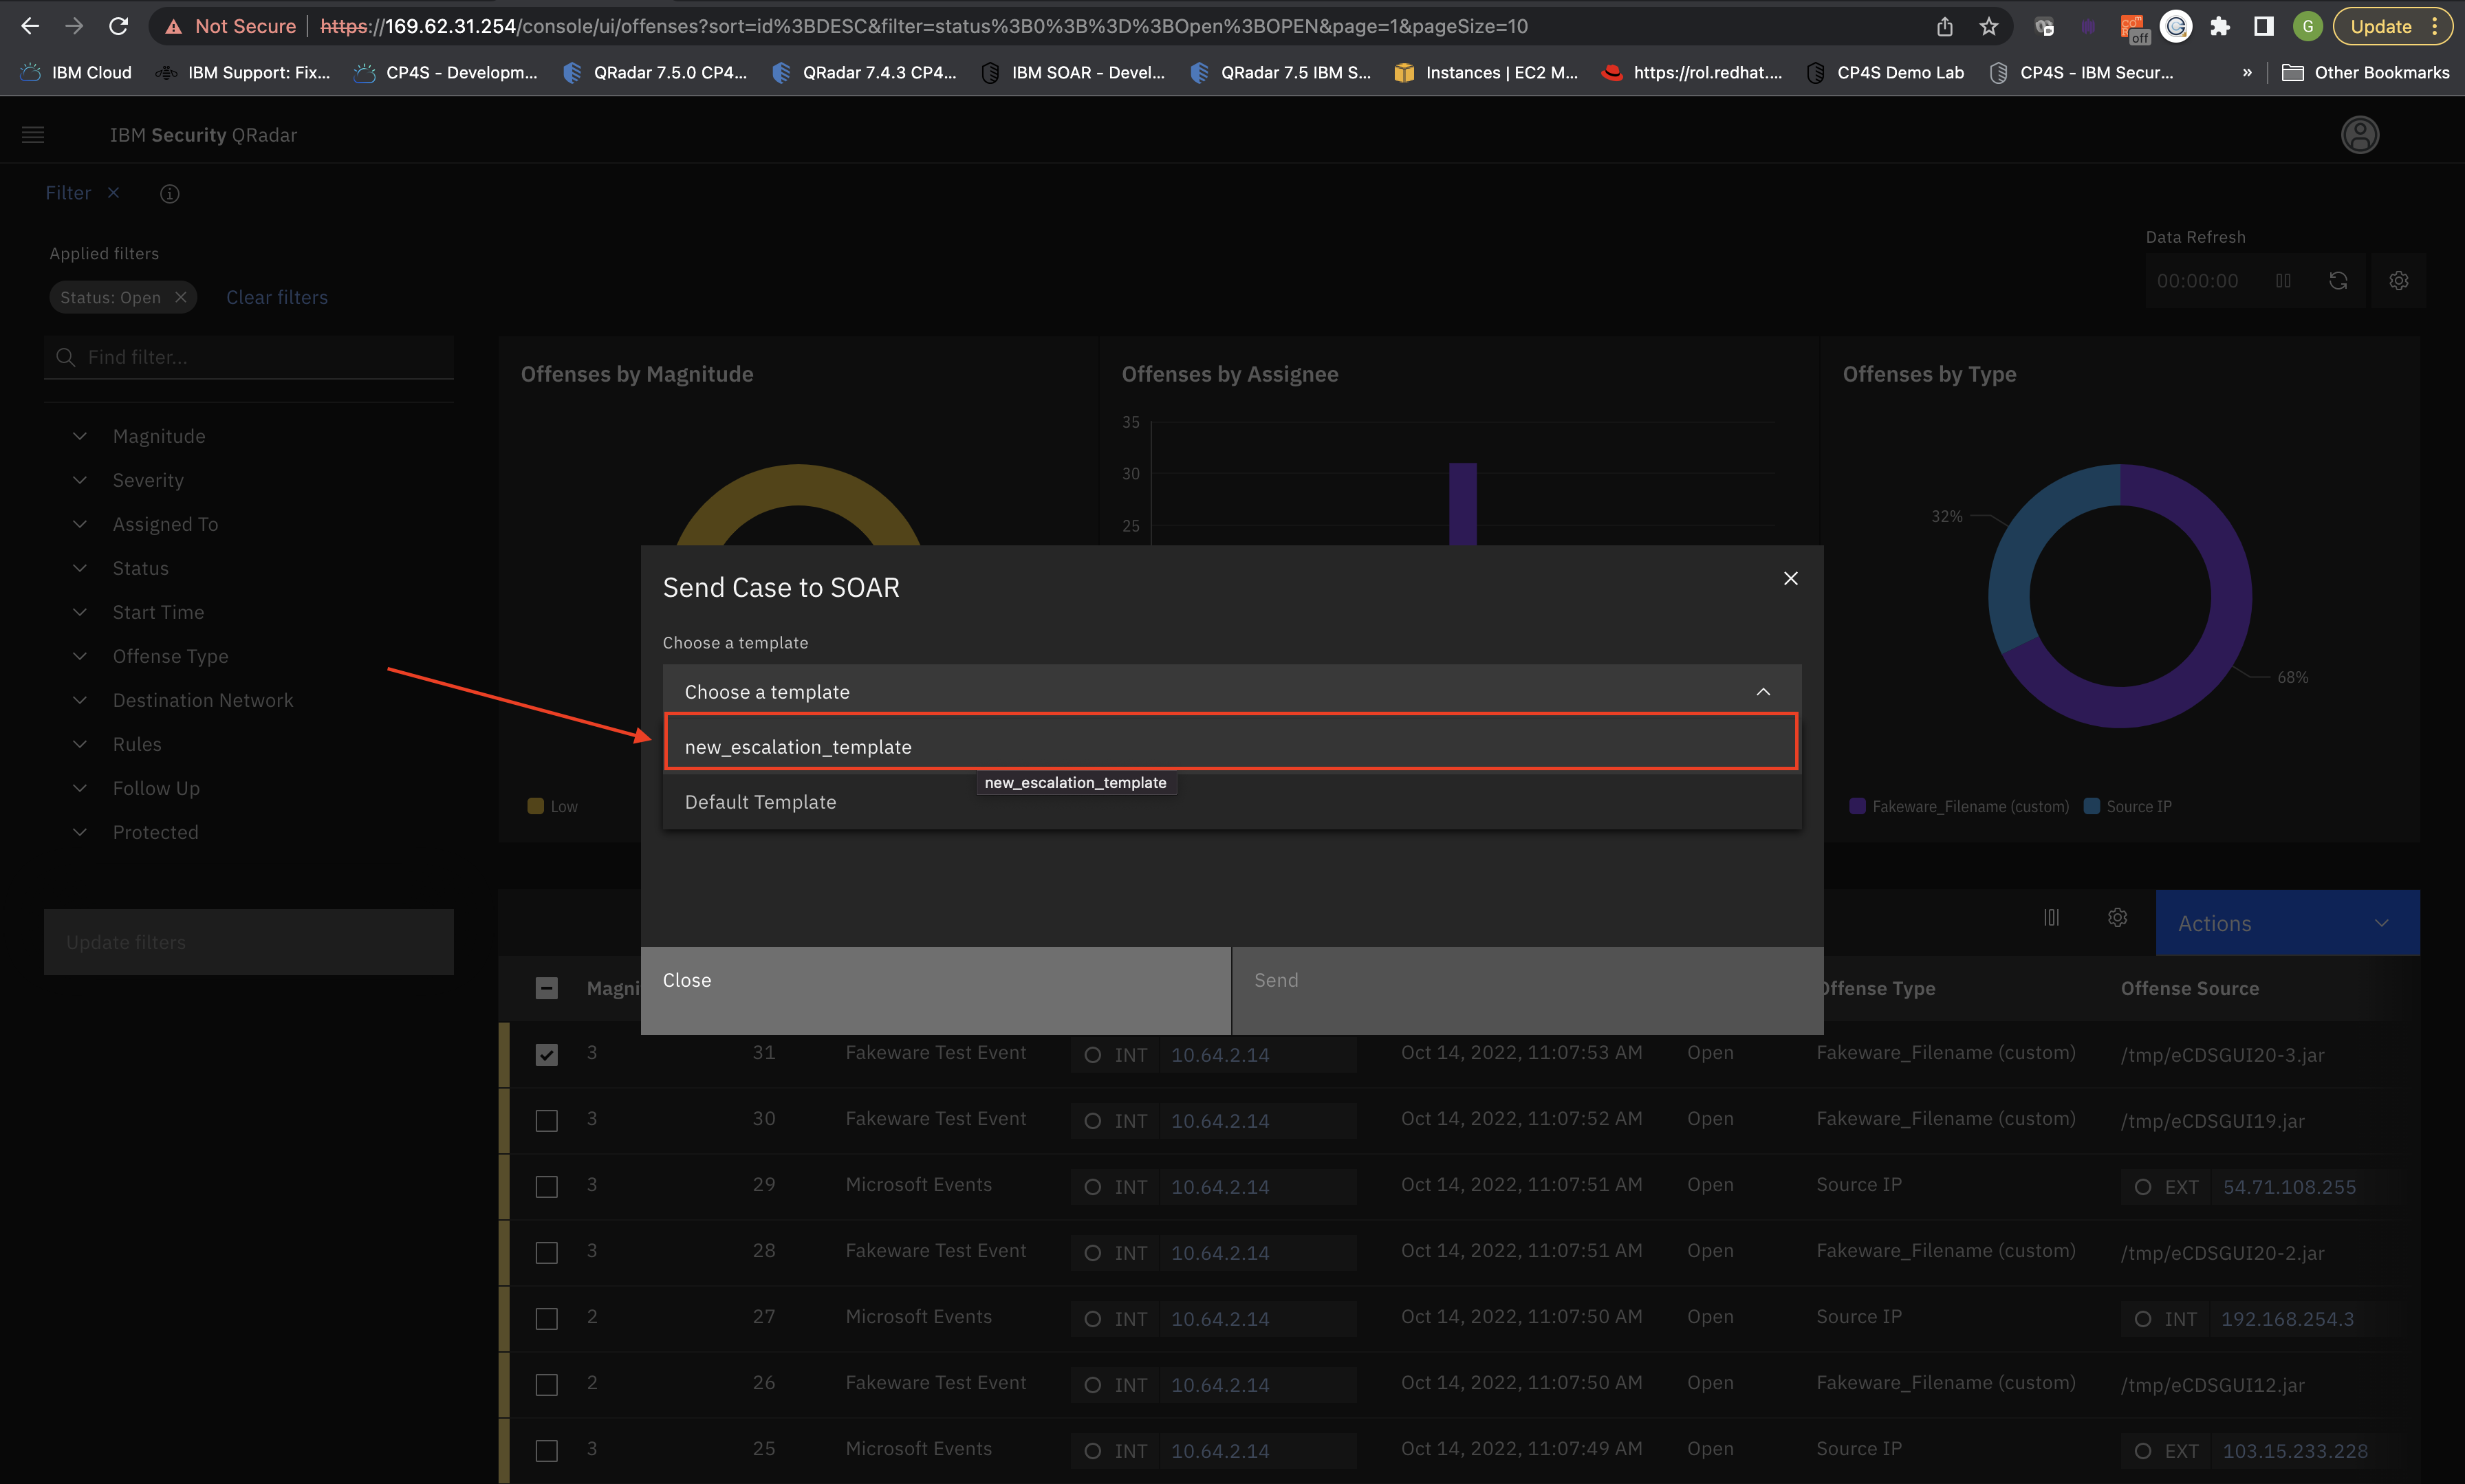 Not Secure | https://169.62.31.254/console/ui/offenses?sort=id%3BDESC&filter=status%3B0%3B%3D%3BOpen%3BOPEN&page=1&pageSize=10
off
G
Update
IBM Cloud
IBM Support: Fix...
CP4S - Developm...
QRadar 7.5.0 CP4...
QRadar 7.4.3 CP4...
IBM SOAR - Devel...
QRadar 7.5 IBM S...
Instances | EC2 M...
https://rol.redhat....
CP4S Demo Lab
CP4S - IBM Secur...
»
Other Bookmarks
IBM Security QRadar
Filter
Applied filters
Status: Open
Clear filters
Data Refresh
00:00:00
Find filter...
Magnitude
Severity
Assigned To
Status
Start Time
Offense Type
Destination Network
Rules
Follow Up
Protected
Update filters
Offenses by Magnitude
Low
Offenses by Assignee
35
30
25
Offenses by Type
32%
68%
Fakeware_Filename (custom)
Source IP
Send Case to SOAR
Choose a template
Choose a template
new_escalation_template
new_escalation_template
Default Template
Close
Send
Actions
Magni
Offense Type
Offense Source
3 31 Fakeware Test Event INT 10.64.2.14 Oct 14, 2022, 11:07:53 AM Open Fakeware_Filename (custom) /tmp/eCDSGUI20-3.jar
3 30 Fakeware Test Event INT 10.64.2.14 Oct 14, 2022, 11:07:52 AM Open Fakeware_Filename (custom) /tmp/eCDSGUI19.jar
3 29 Microsoft Events INT 10.64.2.14 Oct 14, 2022, 11:07:51 AM Open Source IP EXT 54.71.108.255
3 28 Fakeware Test Event INT 10.64.2.14 Oct 14, 2022, 11:07:51 AM Open Fakeware_Filename (custom) /tmp/eCDSGUI20-2.jar
2 27 Microsoft Events INT 10.64.2.14 Oct 14, 2022, 11:07:50 AM Open Source IP INT 192.168.254.3
2 26 Fakeware Test Event INT 10.64.2.14 Oct 14, 2022, 11:07:50 AM Open Fakeware_Filename (custom) /tmp/eCDSGUI12.jar
3 25 Microsoft Events INT 10.64.2.14 Oct 14, 2022, 11:07:49 AM Open Source IP EXT 103.15.233.228